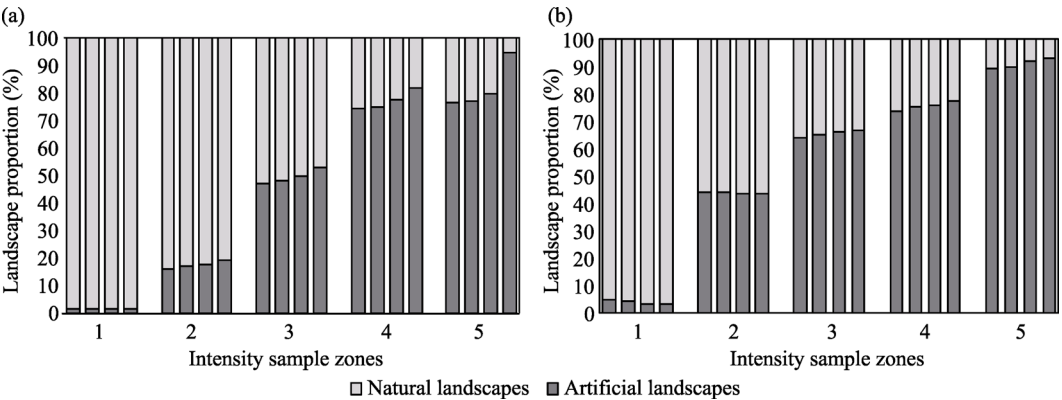 (a)
Landscape proportion (%)
100
90
80
70
60
50
40
30
20
10
0
1 2 3 4 5
Intensity sample zones
(b)
Landscape proportion (%)
100
90
80
70
60
50
40
30
20
10
0
1 2 3 4 5
Intensity sample zones
Natural landscapes Artificial landscapes